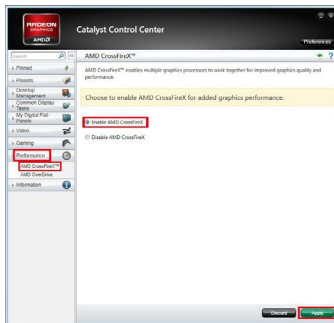 RADEON
GRAPHICS
AMD
Catalyst Control Center
Preferences
Search
AMD CrossFireX™
Pinned
Presets
Desktop
Management
Common Display
Tasks
My Digital Flat-
Panels
Video
Gaming
Performance
AMD CrossFireX™
AMD OverDrive
Information
AMD CrossFireX™ enables multiple graphics processors to work together for improved graphics quality and
performance.
Choose to enable AMD CrossFireX for added graphics performance.
Enable AMD CrossFireX
Disable AMD CrossFireX
Discard
Apply